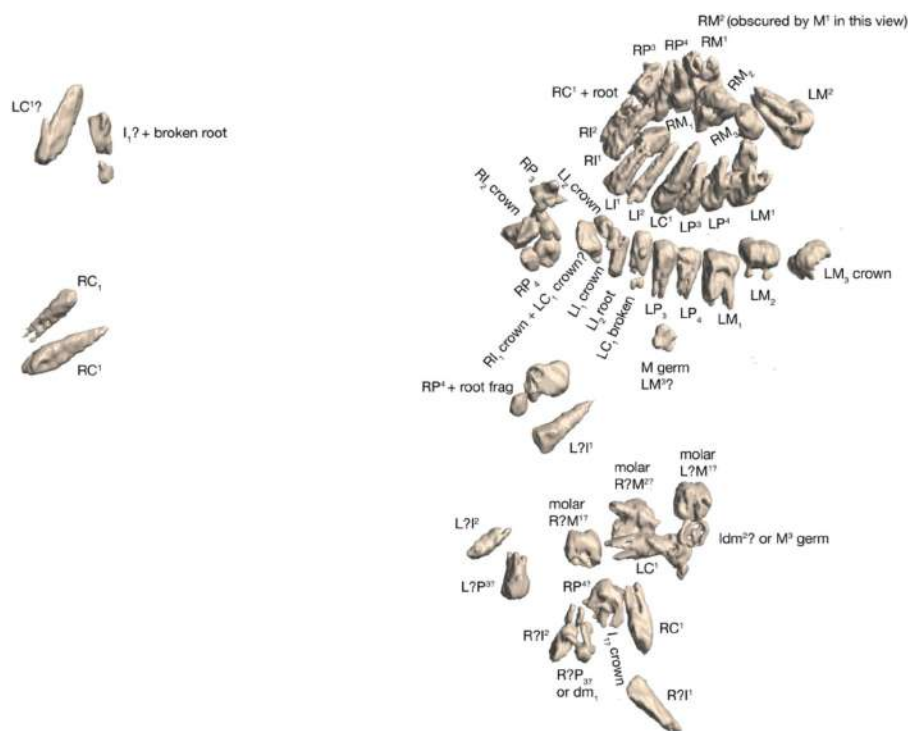 RM² (obscured by M¹ in this view)
RP³
RP⁴
RM¹
RC¹ + root
RM₂
LM²
RI²
RM₁
RM₃
RI¹
LI¹
LI²
LC¹
LP³
LP⁴
LM¹
LC¹?
I₁? + broken root
RP₃
RI₂ crown
LI₂ crown
RP₄
RI₁ crown + LC₁ crown?
LI₁ crown
LI₂ root
LC₁ broken
LP₃
LP₄
LM₁
LM₂
LM₃ crown
RC₁
RC¹
M germ
LM³?
RP⁴ + root frag
L?I¹
molar
L?M¹?
molar
R?M²?
molar
R?M¹?
L?I²
ldm²? or M³ germ
LC¹
L?P³?
RP⁴?
RC¹
R?I²
I₁? crown
R?P₃?
or dm₁
R?I¹